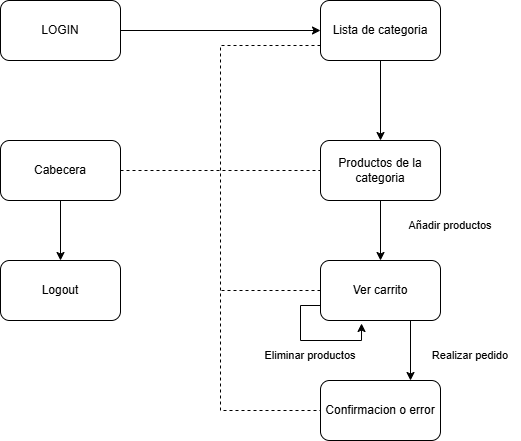 LOGIN
Lista de categoria
Cabecera
Productos de la
categoria
Añadir productos
Logout
Ver carrito
Eliminar productos
Realizar pedido
Confirmacion o error